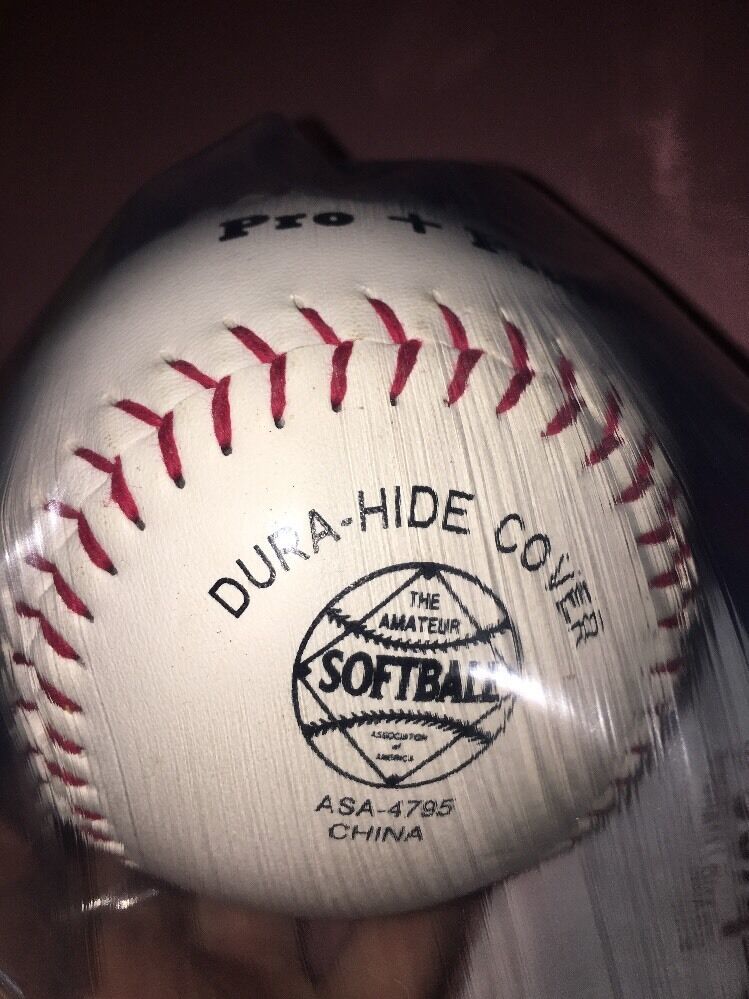 Pro +
DURA-HIDE COVER
THE
AMATEUR
SOFTBALL
ASSOCIATION
of
AMERICA
ASA-4795
CHINA